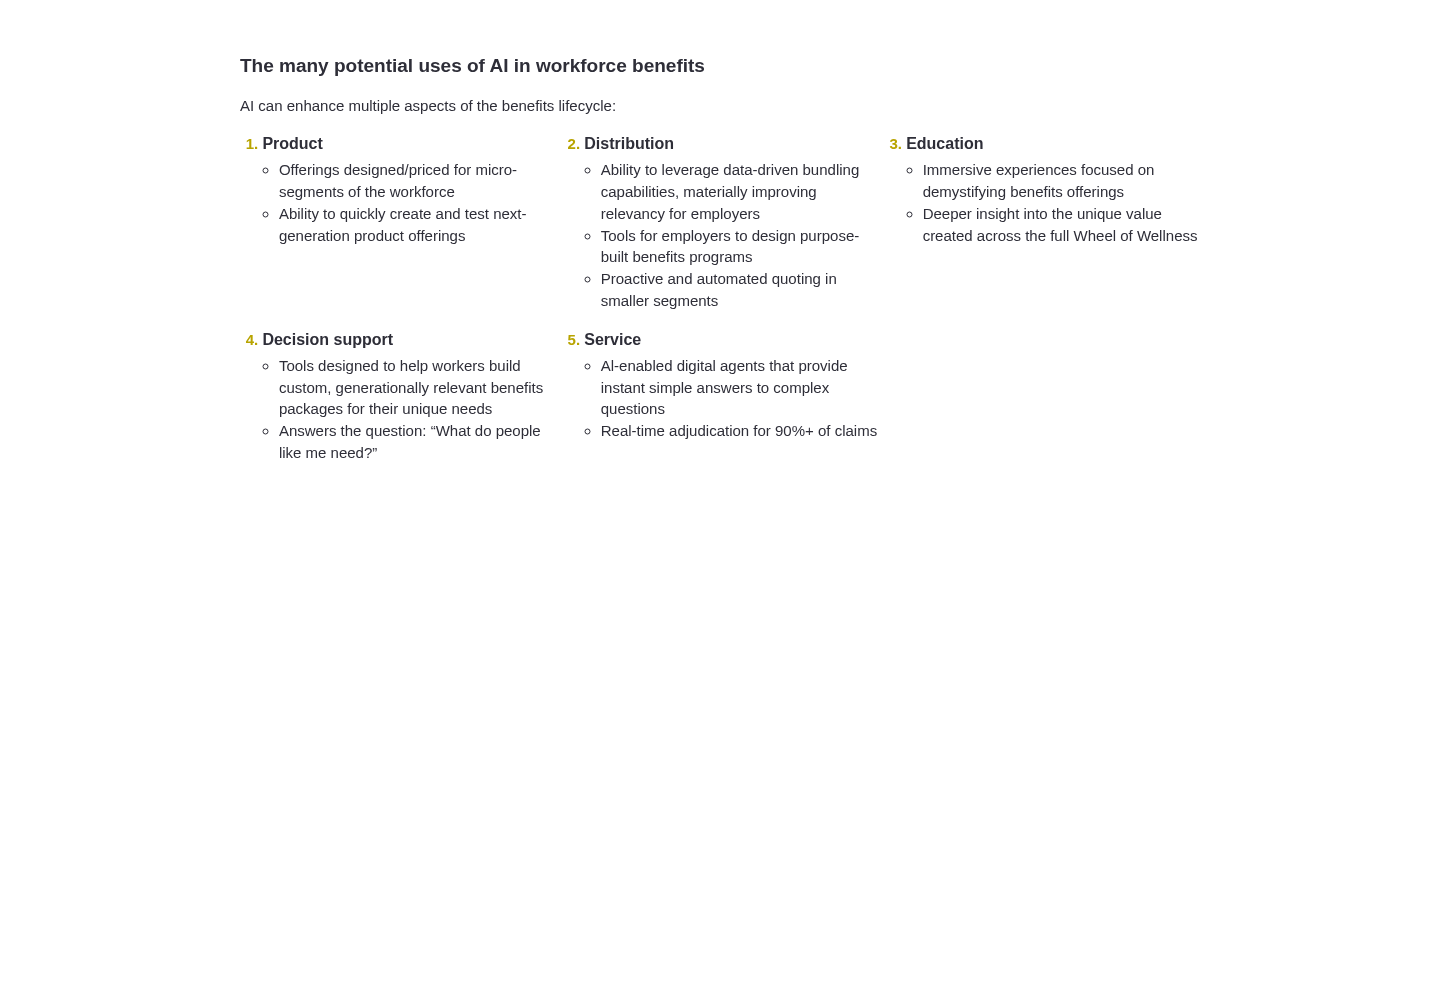 The many potential uses of AI in workforce benefits
AI can enhance multiple aspects of the benefits lifecycle:
1. Product
Offerings designed/priced for micro-
segments of the workforce
Ability to quickly create and test next-
generation product offerings
2. Distribution
Ability to leverage data-driven bundling
capabilities, materially improving
relevancy for employers
Tools for employers to design purpose-
built benefits programs
Proactive and automated quoting in
smaller segments
3. Education
Immersive experiences focused on
demystifying benefits offerings
Deeper insight into the unique value
created across the full Wheel of Wellness
4. Decision support
Tools designed to help workers build
custom, generationally relevant benefits
packages for their unique needs
Answers the question: “What do people
like me need?”
5. Service
Al-enabled digital agents that provide
instant simple answers to complex
questions
Real-time adjudication for 90%+ of claims